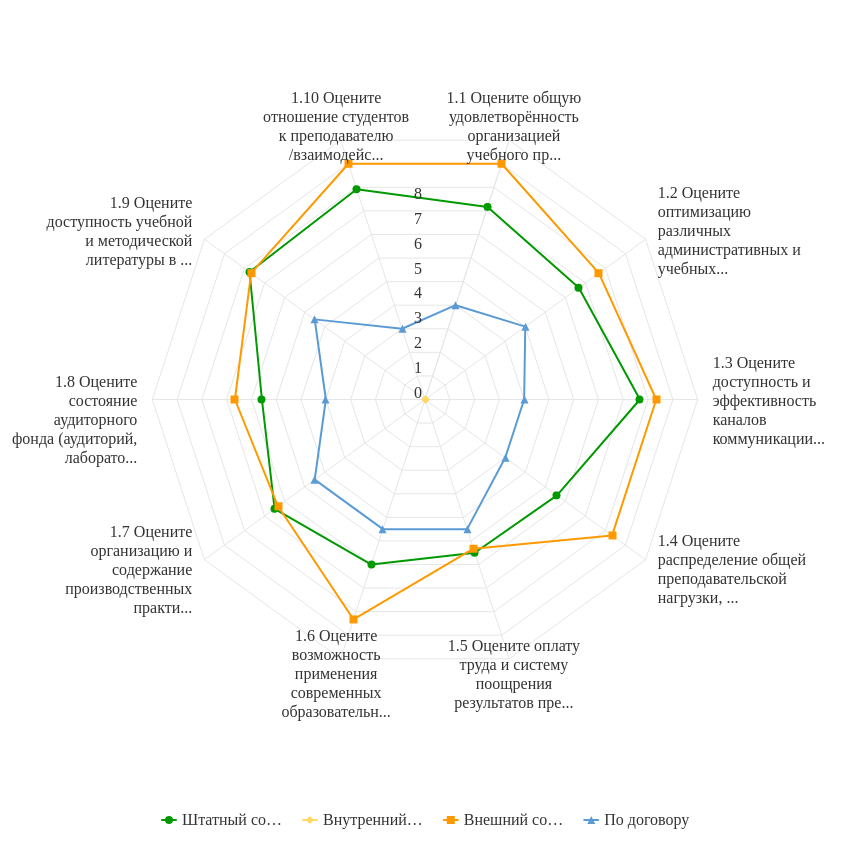 1.10 Оцените
отношение студентов
к преподавателю
/взаимодейс...
1.1 Оцените общую
удовлетворённость
организацией
учебного пр...
1.2 Оцените
оптимизацию
различных
административных и
учебных...
1.3 Оцените
доступность и
эффективность
каналов
коммуникации...
1.4 Оцените
распределение общей
преподавательской
нагрузки, ...
1.5 Оцените оплату
труда и систему
поощрения
результатов пре...
1.6 Оцените
возможность
применения
современных
образовательн...
1.7 Оцените
организацию и
содержание
производственных
практи...
1.8 Оцените
состояние
аудиторного
фонда (аудиторий,
лаборато...
1.9 Оцените
доступность учебной
и методической
литературы в ...
8
7
6
5
4
3
2
1
0
Штатный со…
Внутренний…
Внешний со…
По договору